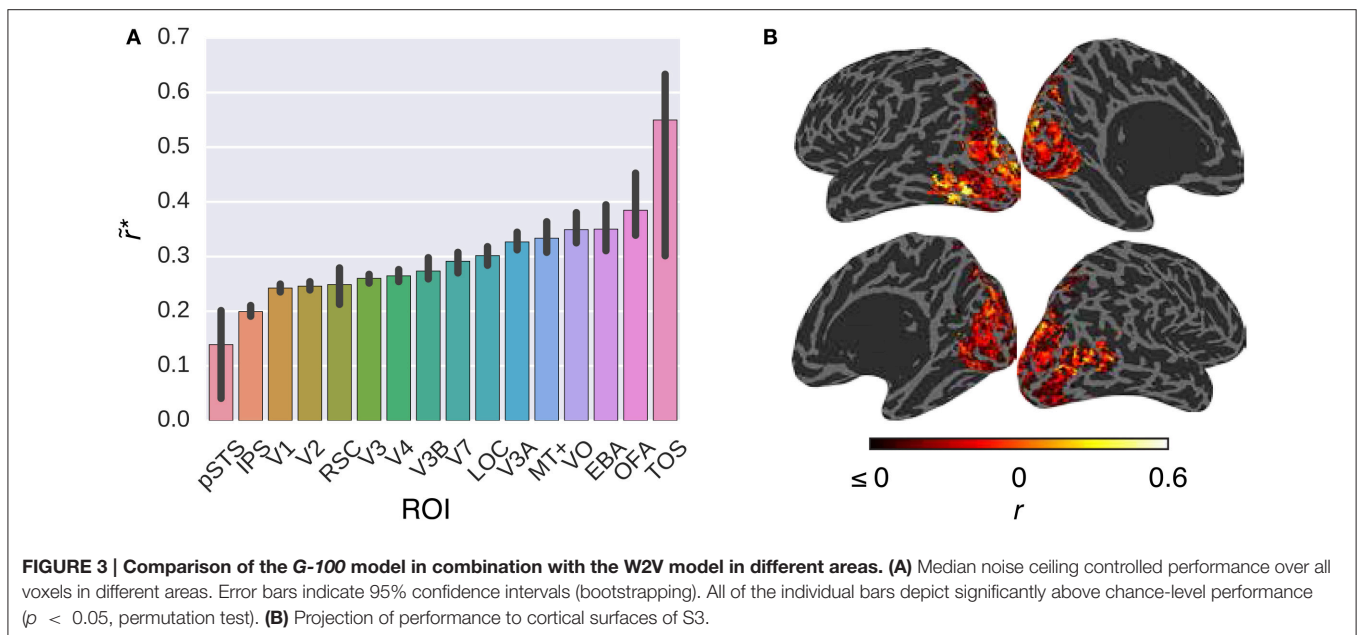 A
0.7
0.6
0.5
0.4
0.3
0.2
0.1
0.0
r̃*
pSTS
IPS
V1
V2
RSC
V3
V4
V3B
V7
LOC
V3A
MT+
VO
EBA
OFA
TOS
ROI
B
≤ 0 0 0.6
r
FIGURE 3 | Comparison of the G-100 model in combination with the W2V model in different areas. (A) Median noise ceiling controlled performance over all
voxels in different areas. Error bars indicate 95% confidence intervals (bootstrapping). All of the individual bars depict significantly above chance-level performance
(p < 0.05, permutation test). (B) Projection of performance to cortical surfaces of S3.